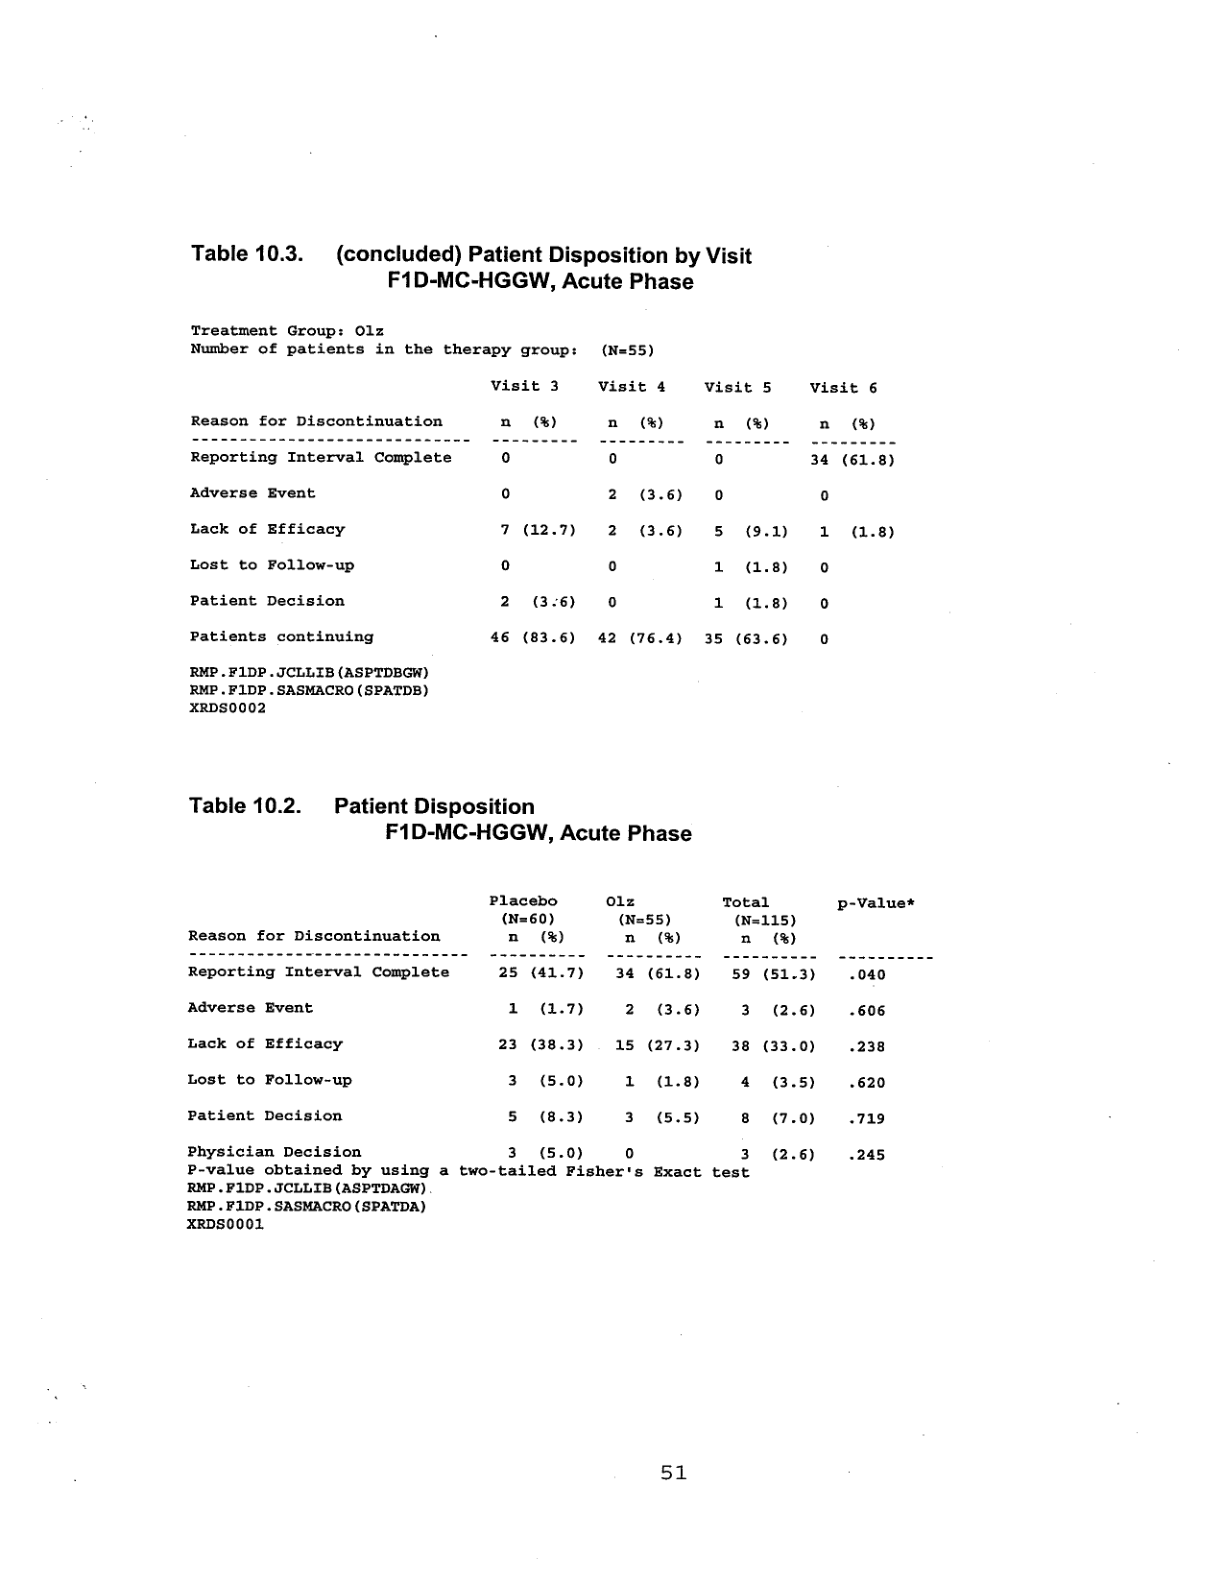 Table 10.3. (concluded) Patient Disposition by Visit
F1D-MC-HGGW, Acute Phase
Treatment Group: Olz
Number of patients in the therapy group: (N=55)
Visit 3 Visit 4 Visit 5 Visit 6
Reason for Discontinuation n (%) n (%) n (%) n (%)
Reporting Interval Complete 0 0 0 34 (61.8)
Adverse Event 0 2 (3.6) 0 0
Lack of Efficacy 7 (12.7) 2 (3.6) 5 (9.1) 1 (1.8)
Lost to Follow-up 0 0 1 (1.8) 0
Patient Decision 2 (3.6) 0 1 (1.8) 0
Patients continuing 46 (83.6) 42 (76.4) 35 (63.6) 0
RMP.F1DP.JCLLIB(ASPTDBGW)
RMP.F1DP.SASMACRO(SPATDB)
XRDS0002
Table 10.2. Patient Disposition
F1D-MC-HGGW, Acute Phase
Placebo Olz Total p-Value*
(N=60) (N=55) (N=115)
Reason for Discontinuation n (%) n (%) n (%)
Reporting Interval Complete 25 (41.7) 34 (61.8) 59 (51.3) .040
Adverse Event 1 (1.7) 2 (3.6) 3 (2.6) .606
Lack of Efficacy 23 (38.3) 15 (27.3) 38 (33.0) .238
Lost to Follow-up 3 (5.0) 1 (1.8) 4 (3.5) .620
Patient Decision 5 (8.3) 3 (5.5) 8 (7.0) .719
Physician Decision 3 (5.0) 0 3 (2.6) .245
P-value obtained by using a two-tailed Fisher's Exact test
RMP.F1DP.JCLLIB(ASPTDAGW)
RMP.F1DP.SASMACRO(SPATDA)
XRDS0001
51